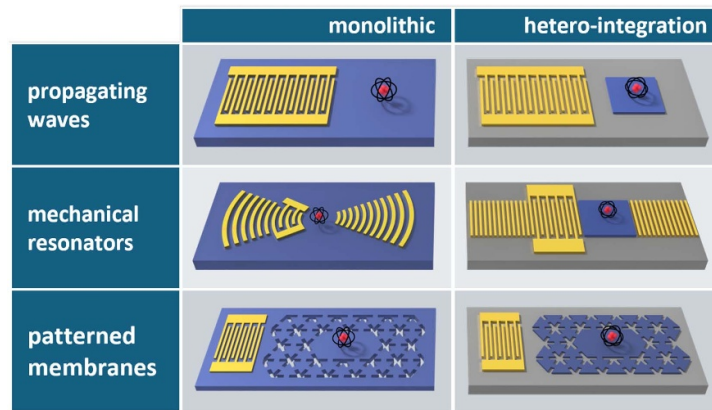 monolithic
hetero-integration
propagating
waves
mechanical
resonators
patterned
membranes